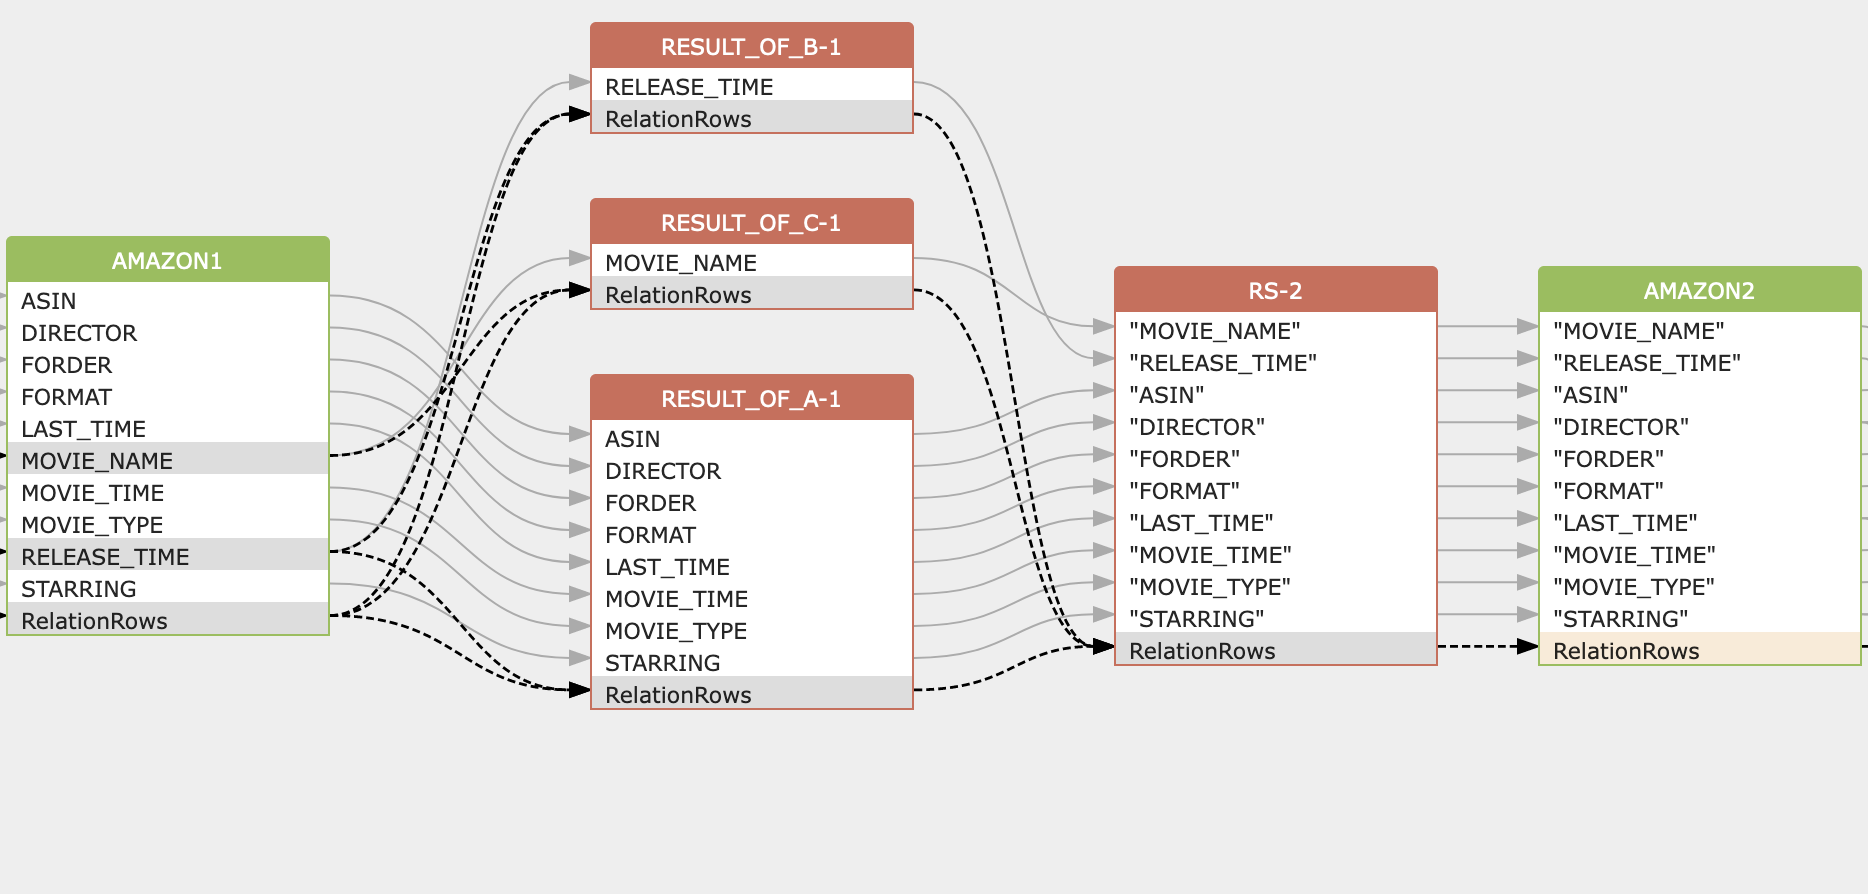 AMAZON1
ASIN
DIRECTOR
FORDER
FORMAT
LAST_TIME
MOVIE_NAME
MOVIE_TIME
MOVIE_TYPE
RELEASE_TIME
STARRING
RelationRows
RESULT_OF_B-1
RELEASE_TIME
RelationRows
RESULT_OF_C-1
MOVIE_NAME
RelationRows
RESULT_OF_A-1
ASIN
DIRECTOR
FORDER
FORMAT
LAST_TIME
MOVIE_TIME
MOVIE_TYPE
STARRING
RelationRows
RS-2
"MOVIE_NAME"
"RELEASE_TIME"
"ASIN"
"DIRECTOR"
"FORDER"
"FORMAT"
"LAST_TIME"
"MOVIE_TIME"
"MOVIE_TYPE"
"STARRING"
RelationRows
AMAZON2
"MOVIE_NAME"
"RELEASE_TIME"
"ASIN"
"DIRECTOR"
"FORDER"
"FORMAT"
"LAST_TIME"
"MOVIE_TIME"
"MOVIE_TYPE"
"STARRING"
RelationRows